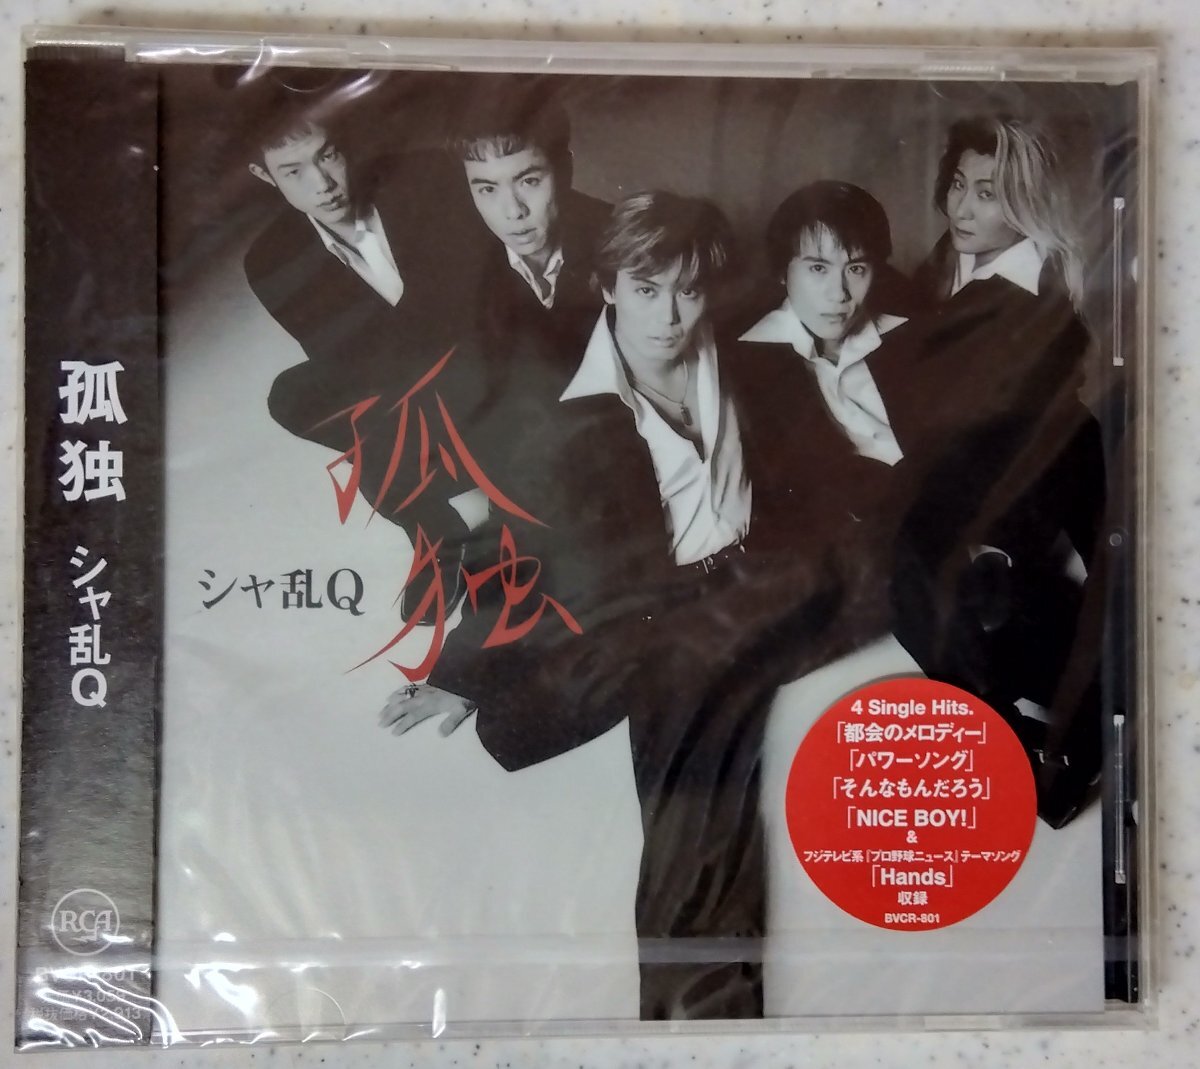 孤独
シャ乱Q
RCA
孤独
シャ乱Q
4 Single Hits.
「都会のメロディー」
「パワーソング」
「そんなもんだろう」
「NICE BOY!」
&
フジテレビ系『プロ野球ニュース』テーマソング
「Hands」
収録
BVCR-801